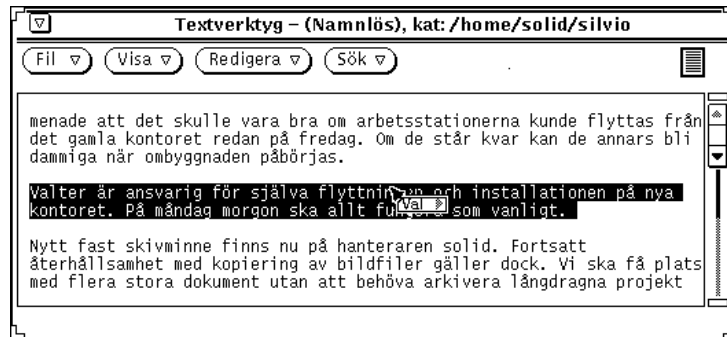 Textverktyg – (Namnlös), kat: /home/solid/silvio
Fil Visa Redigera Sök
menade att det skulle vara bra om arbetsstationerna kunde flyttas från
det gamla kontoret redan på fredag. Om de står kvar kan de annars bli
dammiga när ombyggnaden påbörjas.
Valter är ansvarig för själva och installationen på nya
kontoret. På måndag morgon ska allt som vanligt.
Val
Nytt fast skivminne finns nu på hanteraren solid. Fortsatt
återhållsamhet med kopiering av bildfiler gäller dock. Vi ska få plats
med flera stora dokument utan att behöva arkivera långdragna projekt